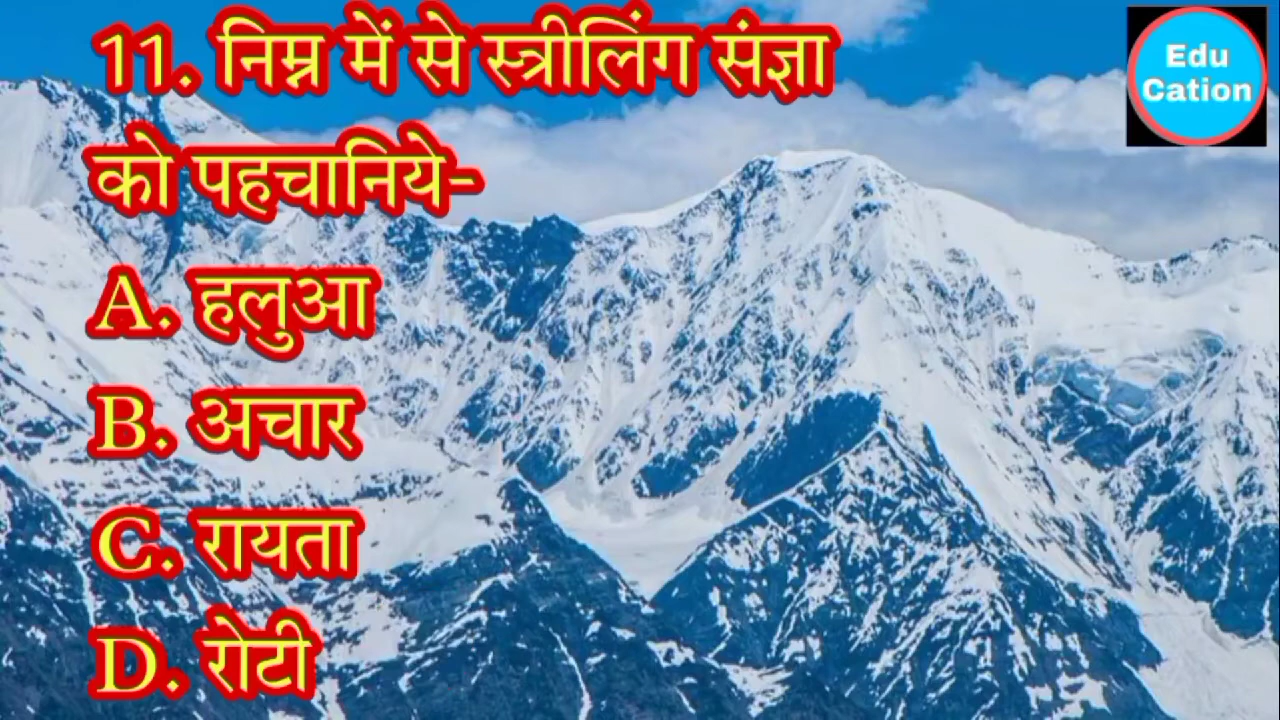 11. निम्न में से स्त्रीलिंग संज्ञा
को पहचानिये-
A. हलुआ
B. अचार
C. रायता
D. रोटी
Edu
Cation